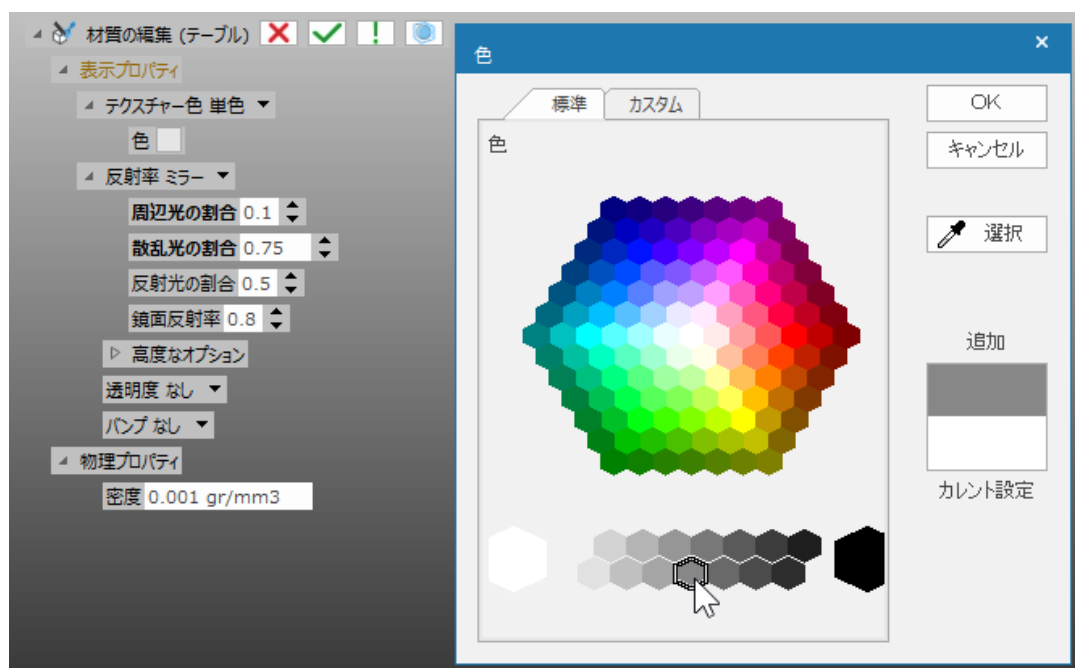 材質の編集 (テーブル)
表示プロパティ
テクスチャー色 単色
色
反射率 ミラー
周辺光の割合 0.1
散乱光の割合 0.75
反射光の割合 0.5
鏡面反射率 0.8
高度なオプション
透明度 なし
バンプ なし
物理プロパティ
密度 0.001 gr/mm3
色
標準 カスタム
色
OK
キャンセル
選択
追加
カレント設定